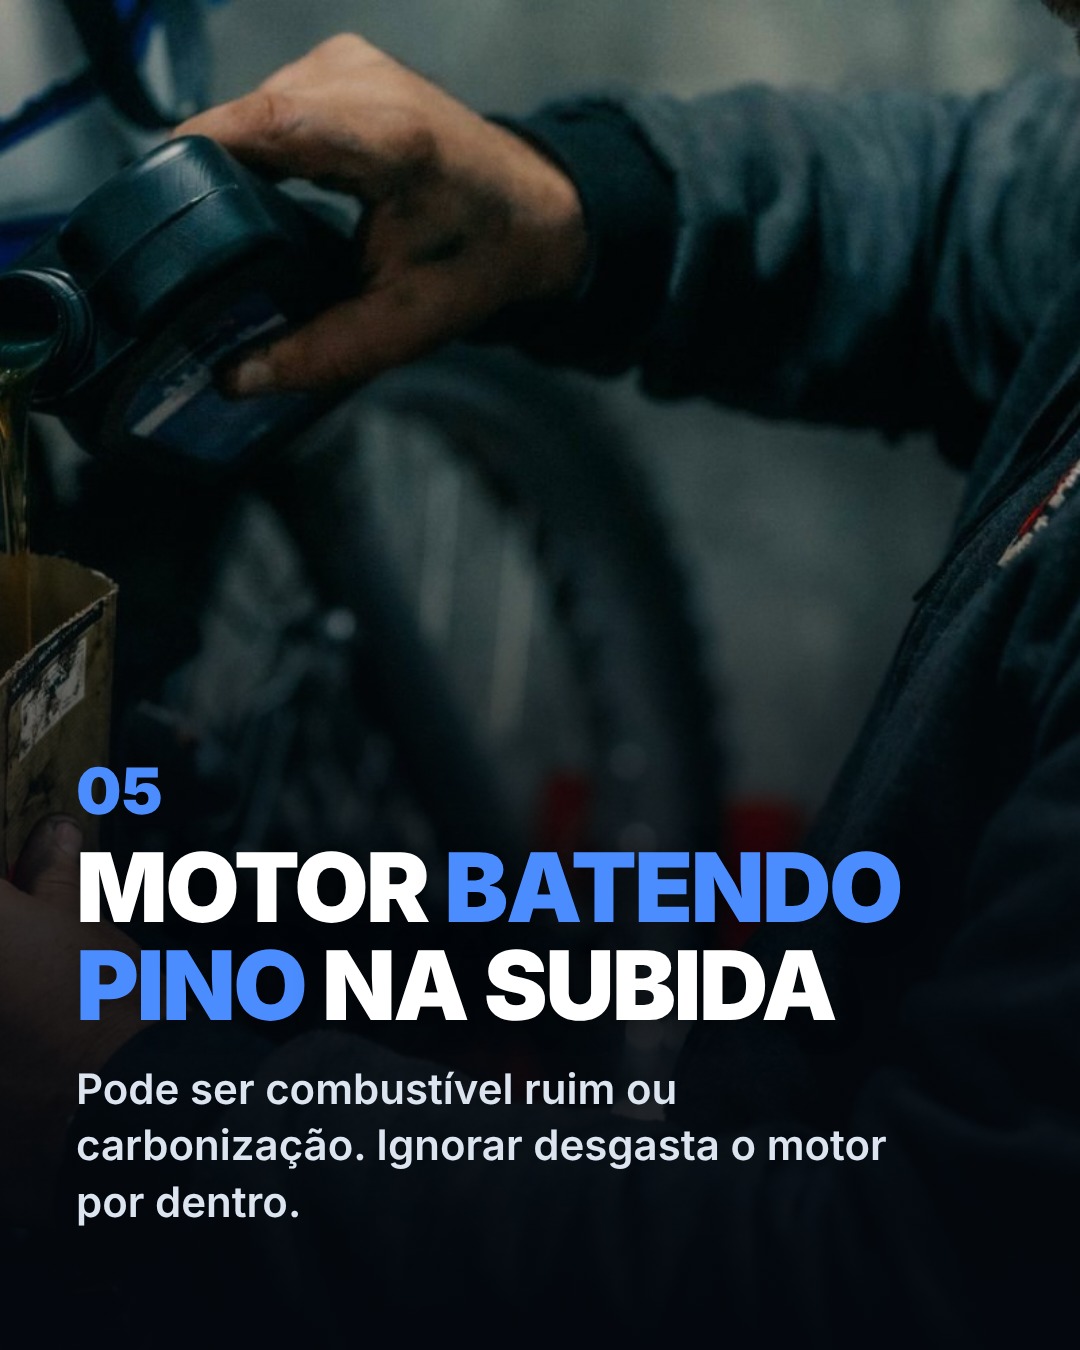 05
MOTOR BATENDO
PINO NA SUBIDA
Pode ser combustível ruim ou
carbonização. Ignorar desgasta o motor
por dentro.